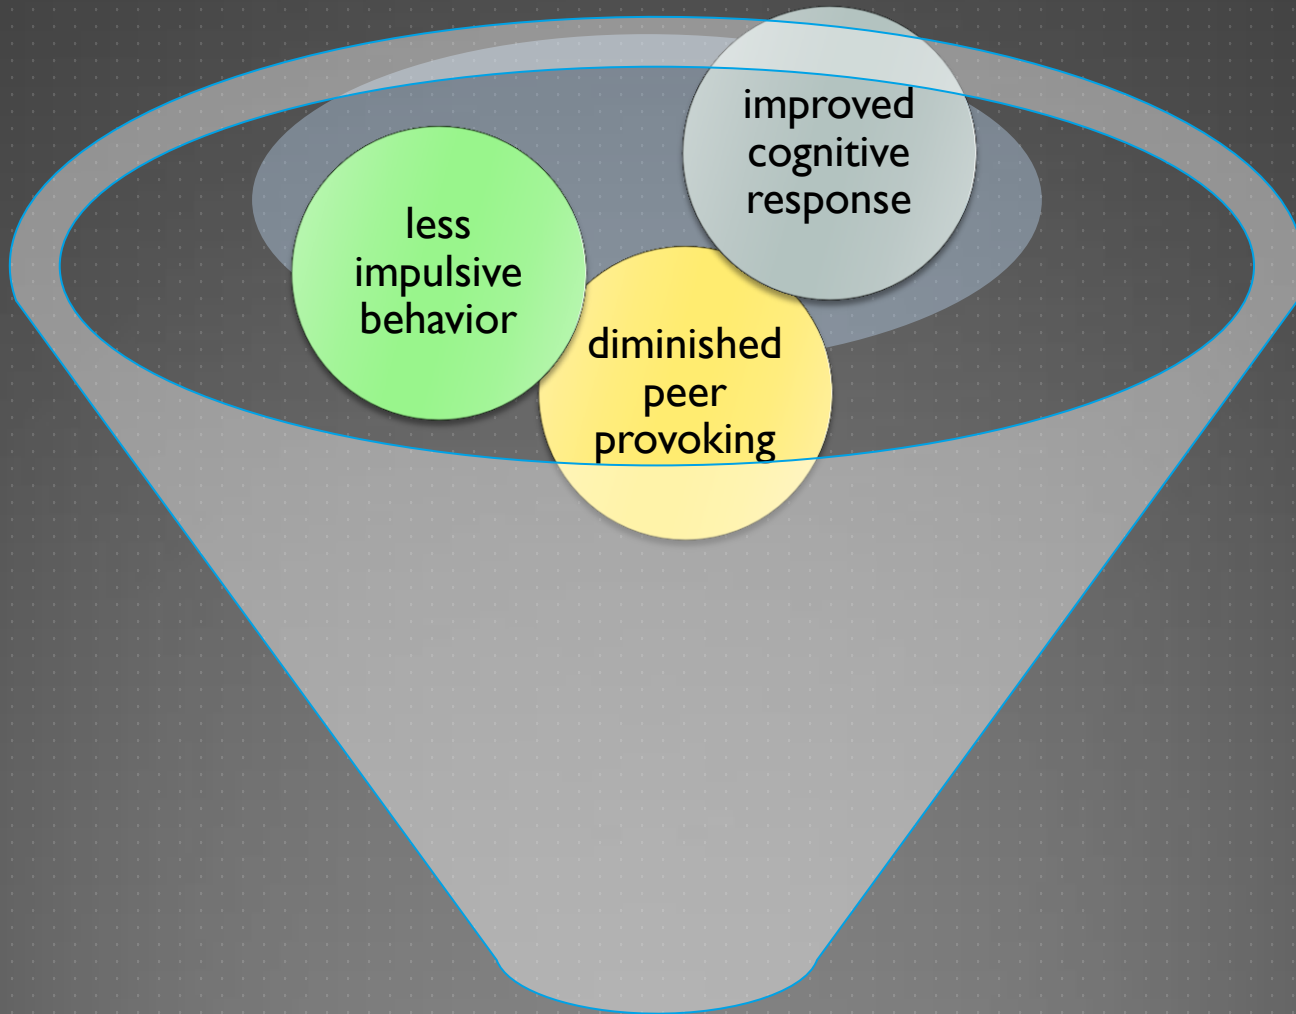 improved
cognitive
response
less
impulsive
behavior
diminished
peer
provoking